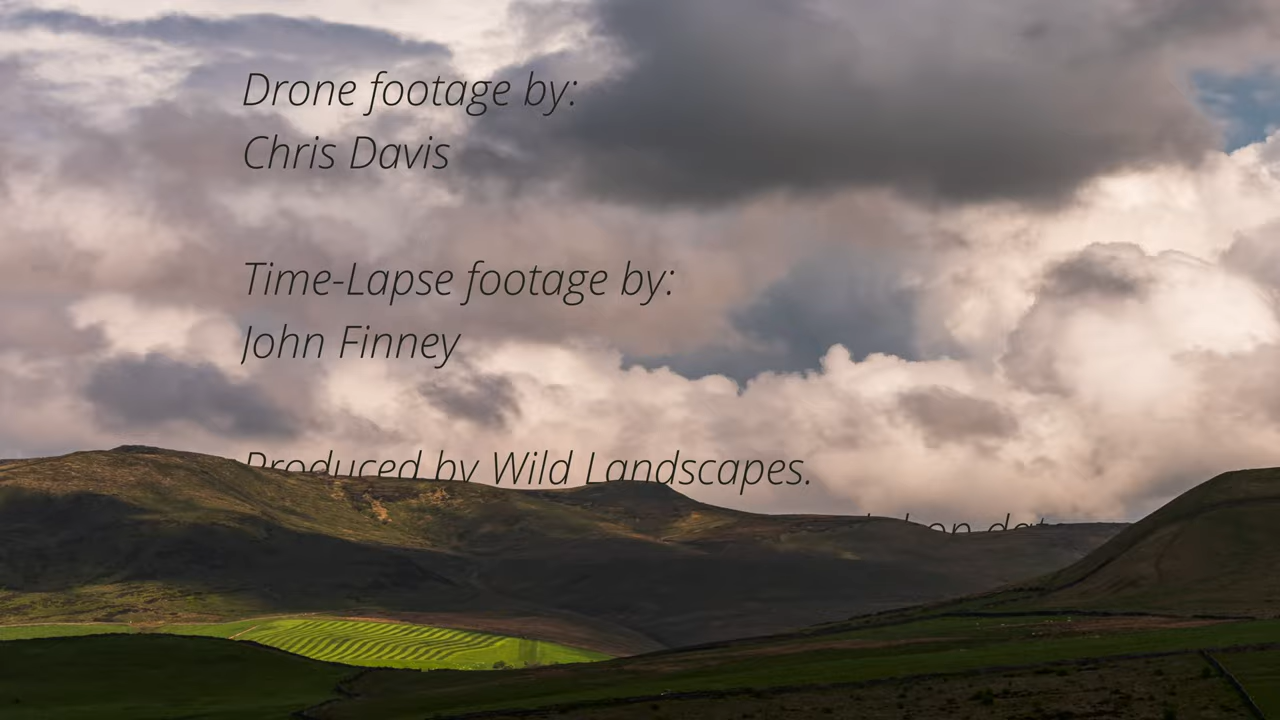 Drone footage by:
Chris Davis
Time-Lapse footage by:
John Finney
Produced by Wild Landscapes.